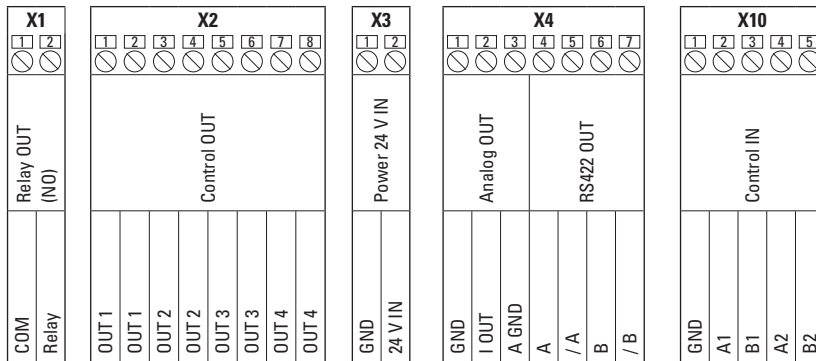 X1 X2 X3 X4 X10
1 2 1 2 3 4 5 6 7 8 1 2 1 2 3 4 5 6 7 1 2 3 4 5
Relay OUT
(NO)
Control OUT
Power 24 V IN
Analog OUT
RS422 OUT
Control IN
COM
Relay
OUT 1
OUT 1
OUT 2
OUT 2
OUT 3
OUT 3
OUT 4
OUT 4
GND
24 V IN
GND
I OUT
A GND
A
/ A
B
/ B
GND
A1
B1
A2
B2